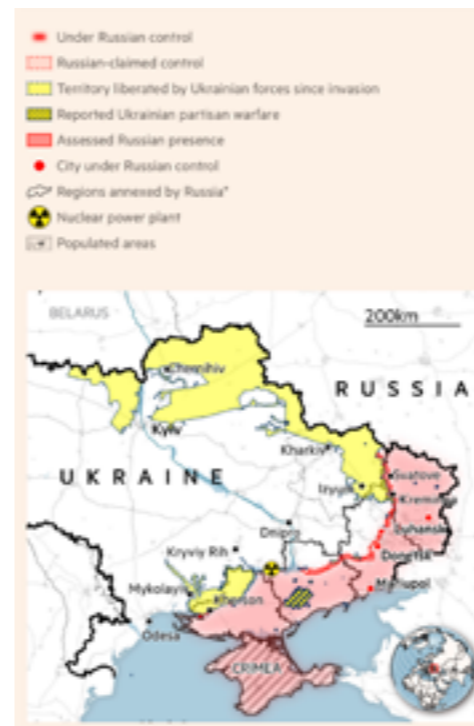 Under Russian control
Russian-claimed control
Territory liberated by Ukrainian forces since invasion
Reported Ukrainian partisan warfare
Assessed Russian presence
City under Russian control
Regions annexed by Russia*
Nuclear power plant
Populated areas
BELARUS
200km
Chernihiv
RUSSIA
Kyiv
Kharkiv
Svatove
UKRAINE
Izyum
Kreminna
Luhansk
Dnipro
Donetsk
Kryviy Rih
Mykolayiv
Kherson
Mariupol
Odesa
CRIMEA